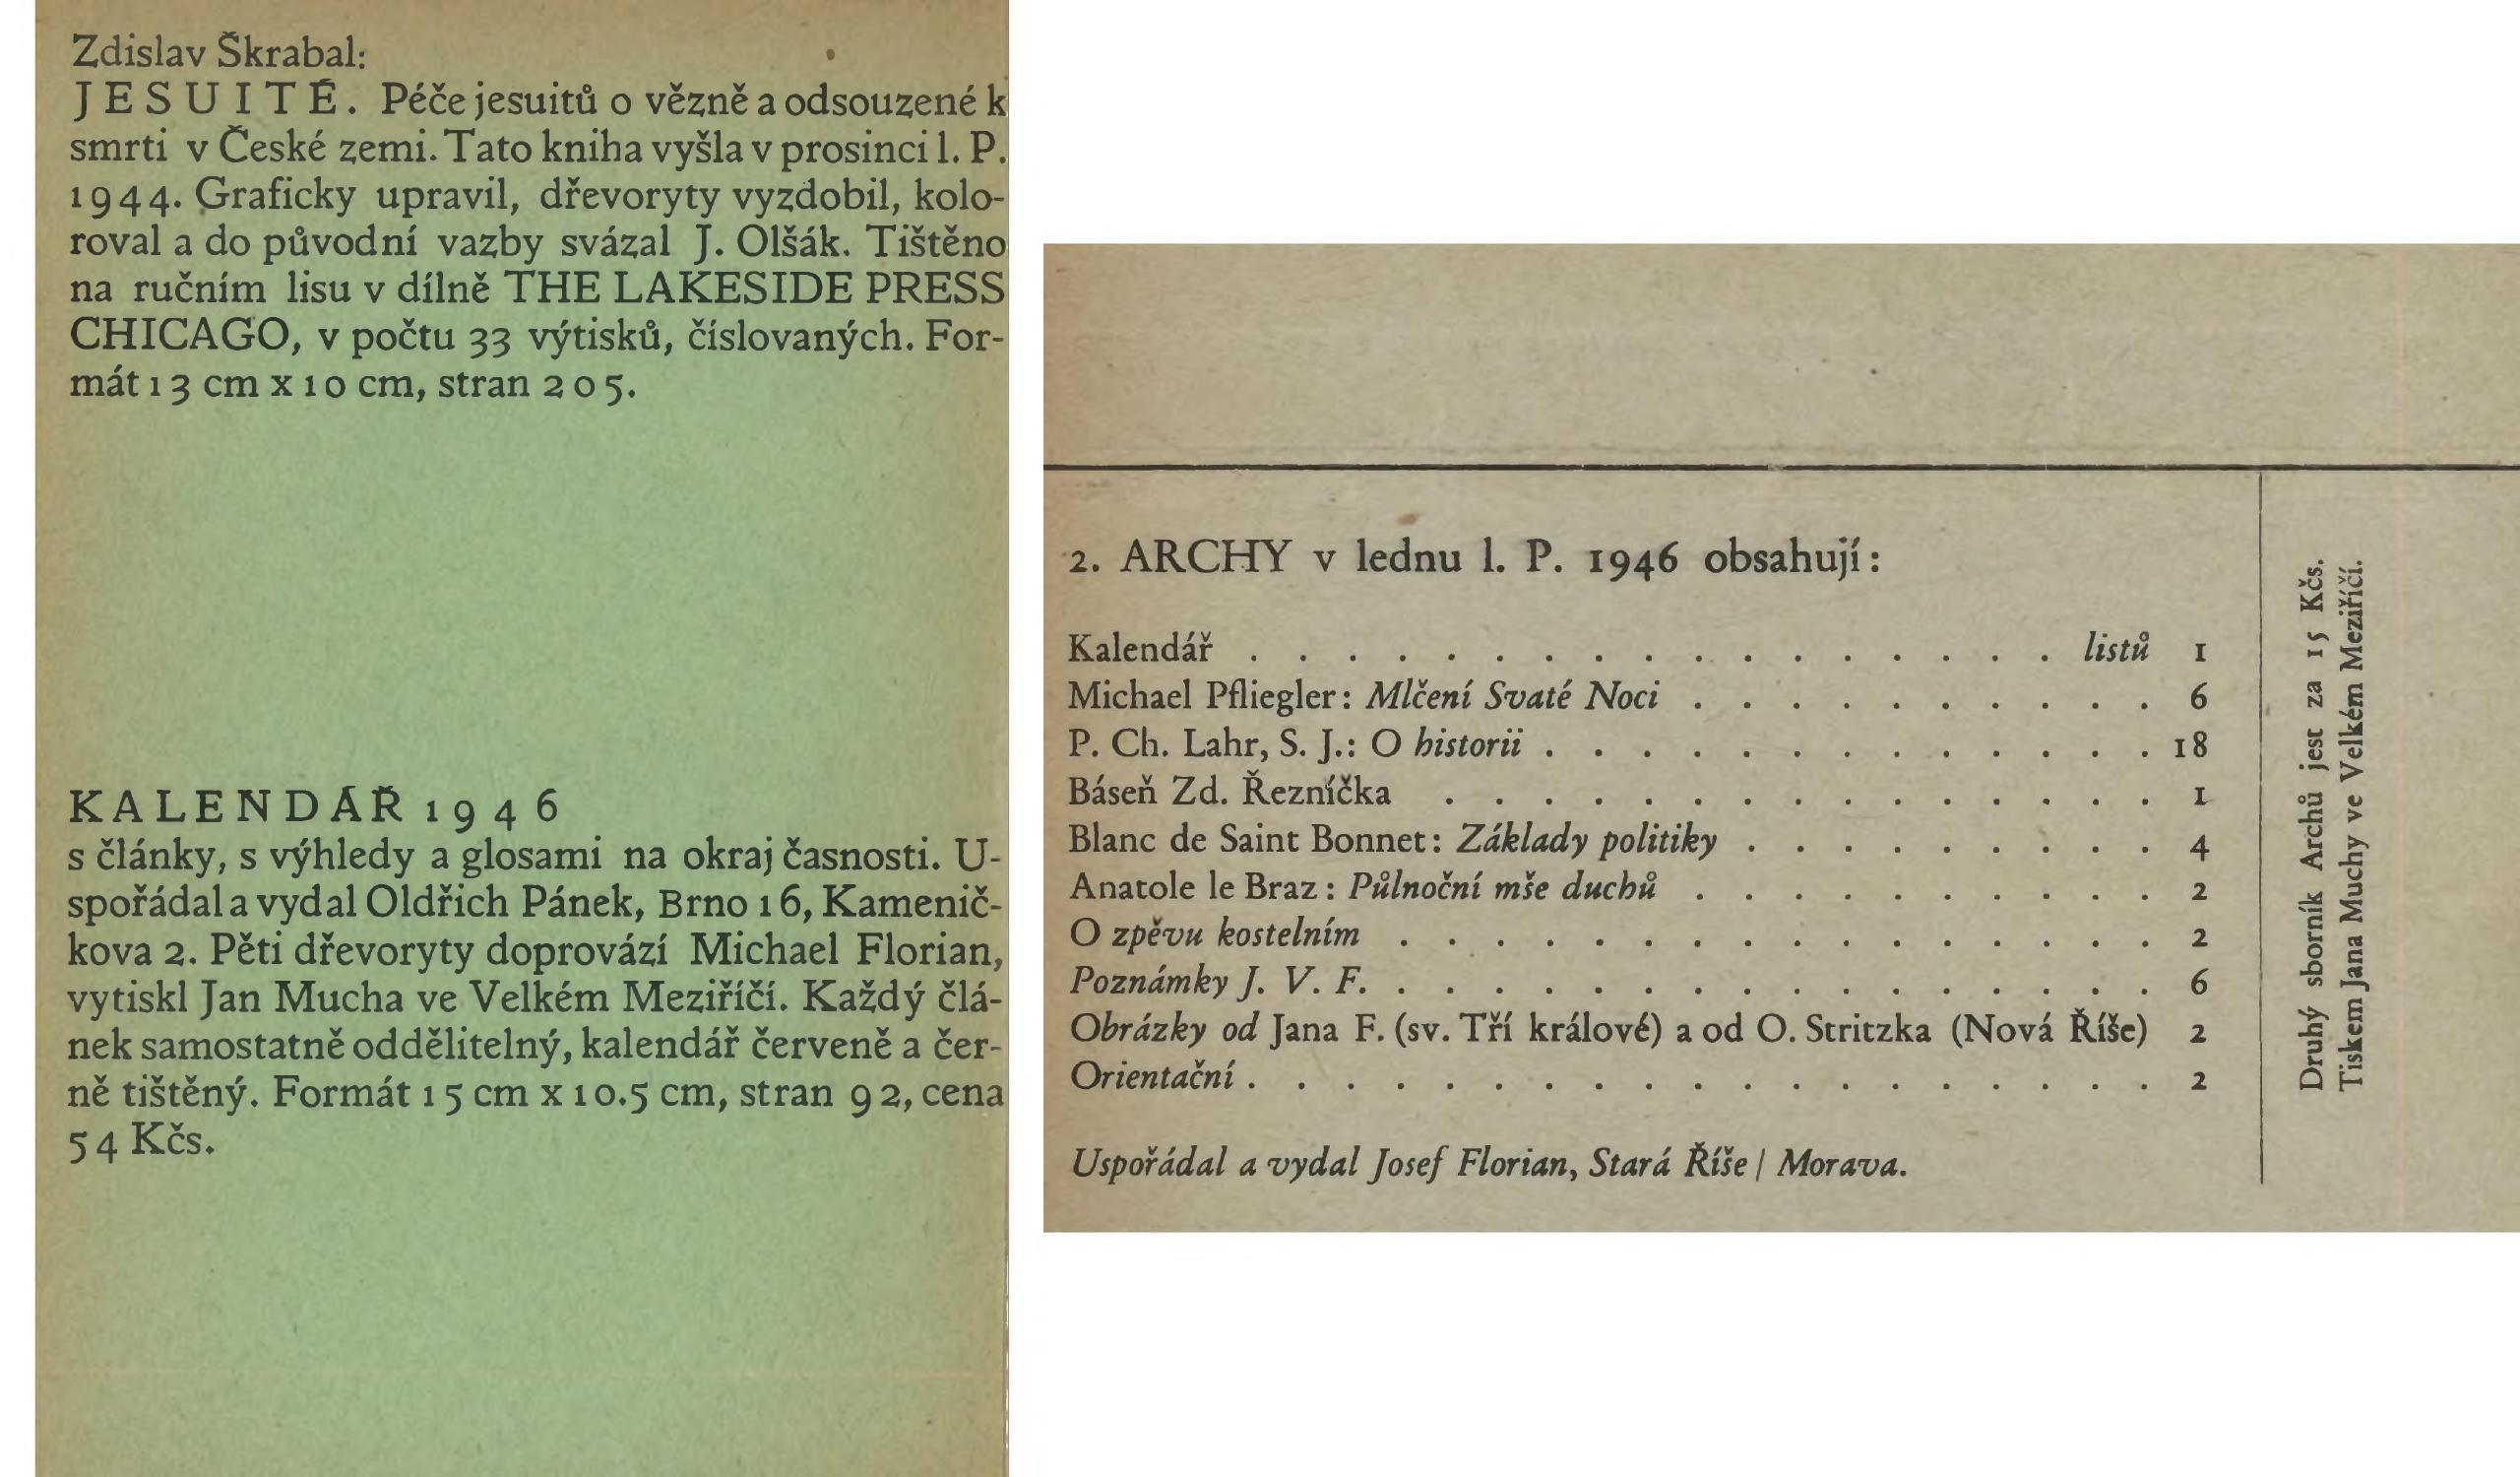 Zdislav Škrabal:
JESUITÉ. Péče jesuitů o vězně a odsouzené k
smrti v České zemi. Tato kniha vyšla v prosinci l. P.
1944. Graficky upravil, dřevoryty vyzdobil, kolo-
roval a do původní vazby svázal J. Olšák. Tištěno
na ručním lisu v dílně THE LAKESIDE PRESS
CHICAGO, v počtu 33 výtisků, číslovaných. For-
mát 13 cm x 10 cm, stran 205.
KALENDÁŘ 1946
s články, s výhledy a glosami na okraj časnosti. U-
spořádal a vydal Oldřich Pánek, Brno 16, Kamenič-
kova 2. Pěti dřevoryty doprovází Michael Florian,
vytiskl Jan Mucha ve Velkém Meziříčí. Každý člá-
nek samostatně oddělitelný, kalendář červeně a čer-
ně tištěný. Formát 15 cm x 10.5 cm, stran 92, cena
54 Kčs.
2. ARCHY v lednu l. P. 1946 obsahují:
Kalendář . . . . . . . . . . . . . . . . . listů 1
Michael Pfliegler: Mlčení Svaté Noci . . . . . . . . . . 6
P. Ch. Lahr, S. J.: O historii . . . . . . . . . . . . . 18
Báseň Zd. Řezníčka . . . . . . . . . . . . . . . 1
Blanc de Saint Bonnet: Základy politiky . . . . . . . . . 4
Anatole le Braz: Půlnoční mše duchů . . . . . . . . . . 2
O zpěvu kostelním . . . . . . . . . . . . . . . . 2
Poznámky J. V. F. . . . . . . . . . . . . . . . . 6
Obrázky od Jana F. (sv. Tří králové) a od O. Stritzka (Nová Říše) 2
Orientační . . . . . . . . . . . . . . . . . . . 2
Uspořádal a vydal Josef Florian, Stará Říše / Morava.
Druhý sborník Archů jest za 15 Kčs.
Tiskem Jana Muchy ve Velkém Meziříčí.